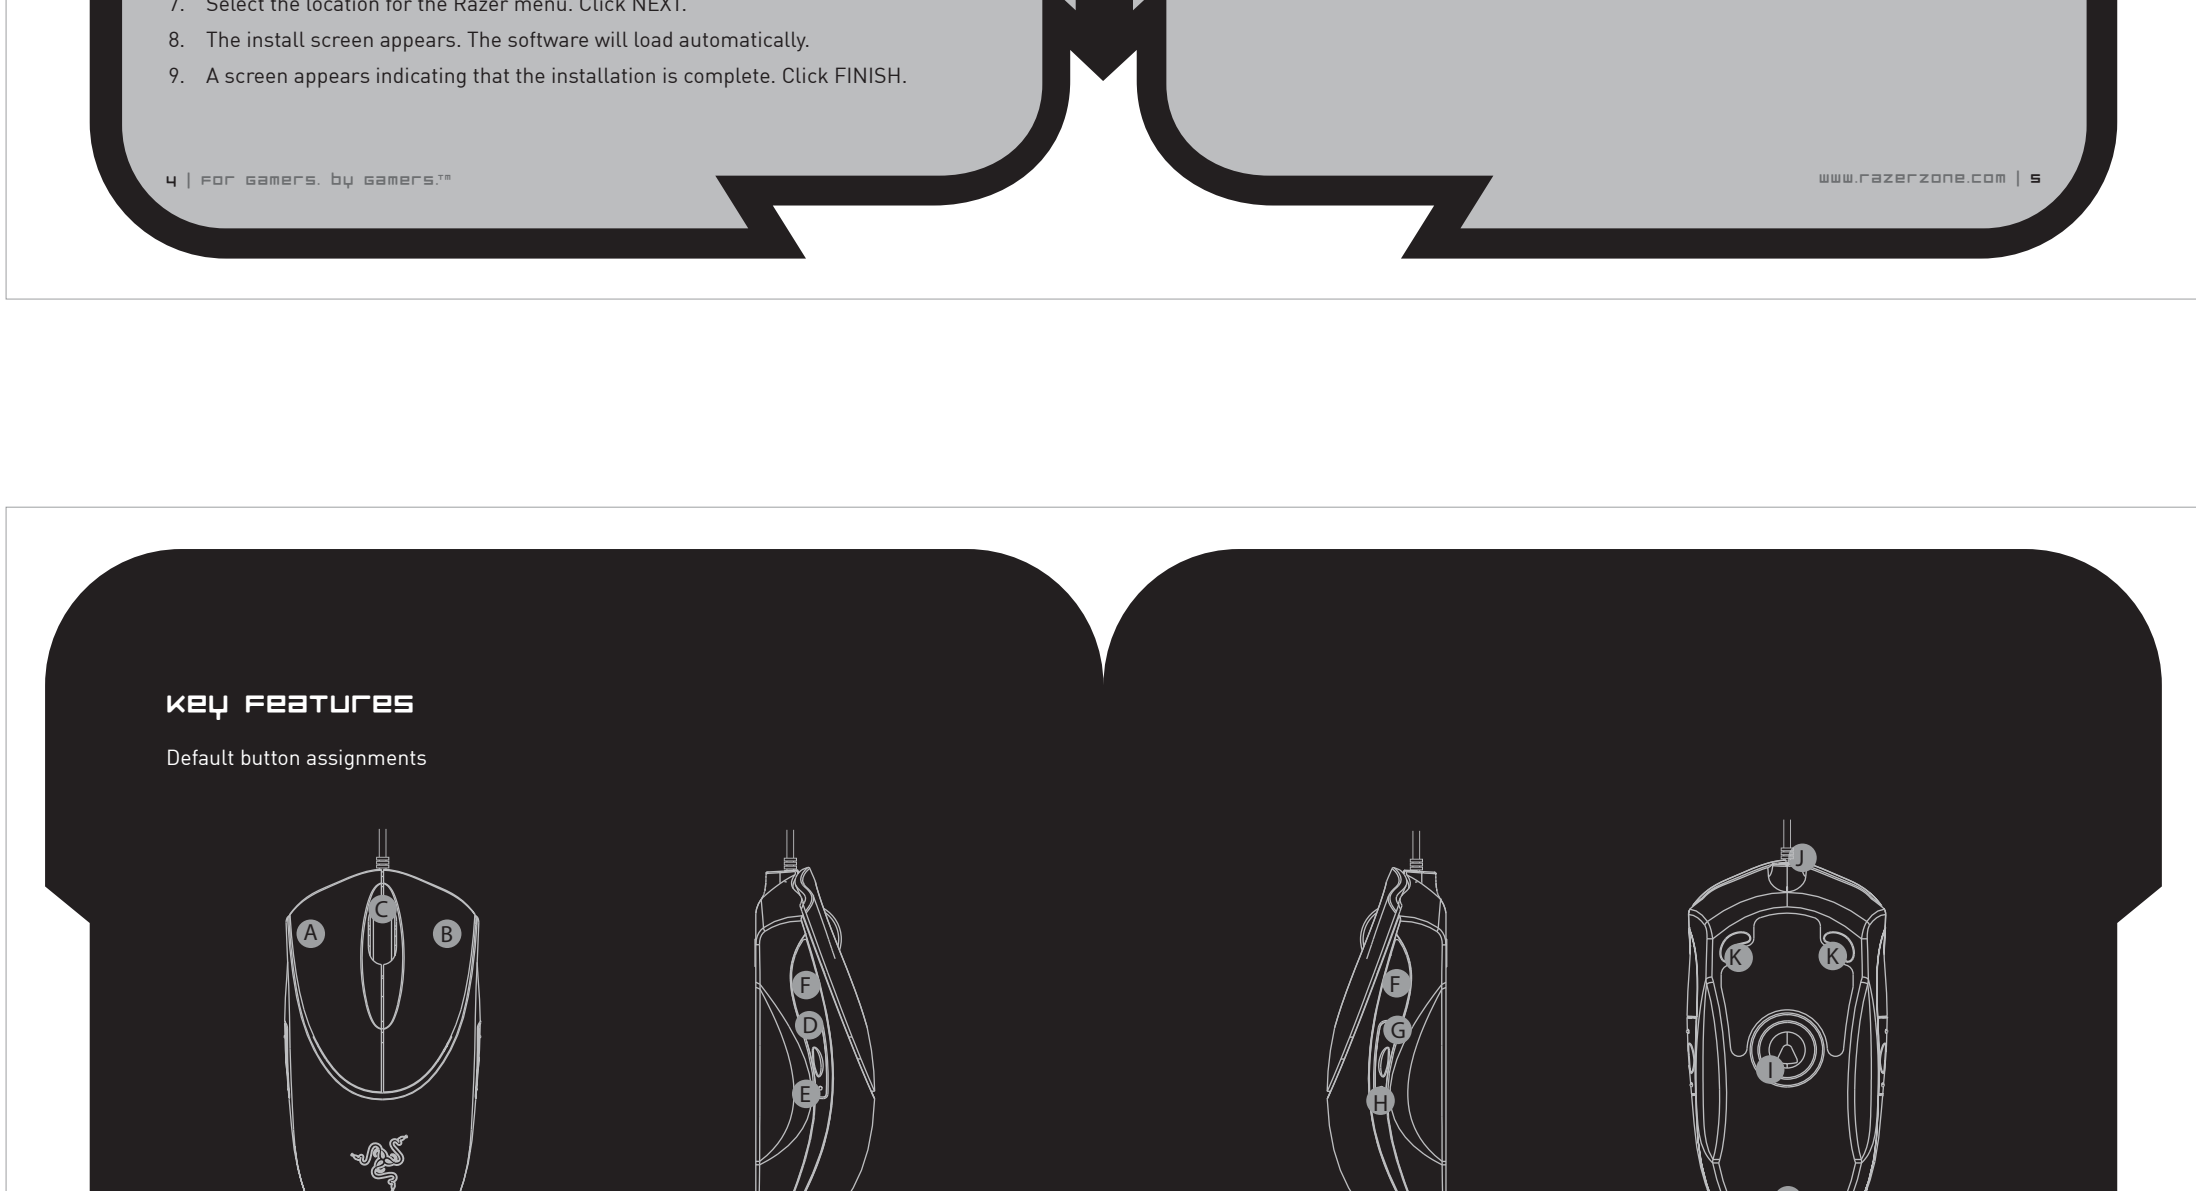 7. Select the location for the Razer menu. Click NEXT.
8. The install screen appears. The software will load automatically.
9. A screen appears indicating that the installation is complete. Click FINISH.
4 | For Gamers. by Gamers.™
www.razerzone.com | 5
Key Features
Default button assignments
A
C
B
F
D
E
F
G
H
J
K
K
I